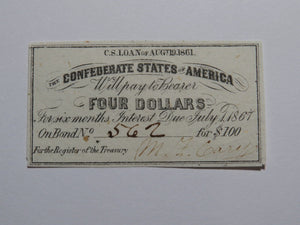 C.S. LOAN OF AUG 19, 1861.
THE CONFEDERATE STATES OF AMERICA
Will pay to Bearer
FOUR DOLLARS
For six months, Interest Due July 1, 1867
On Bond No. 562 for $100
For the Register of the Treasury